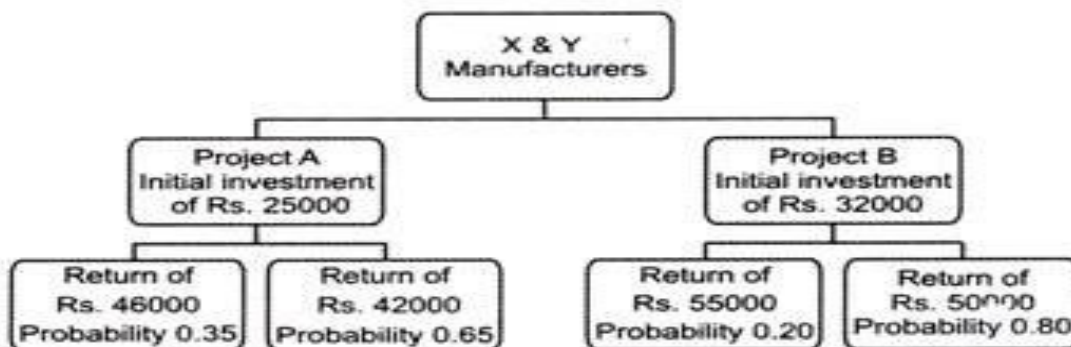 X & Y
Manufacturers
Project A
Initial investment
of Rs. 25000
Project B
Initial investment
of Rs. 32000
Return of
Rs. 46000
Probability 0.35
Return of
Rs. 42000
Probability 0.65
Return of
Rs. 55000
Probability 0.20
Return of
Rs. 50000
Probability 0.80